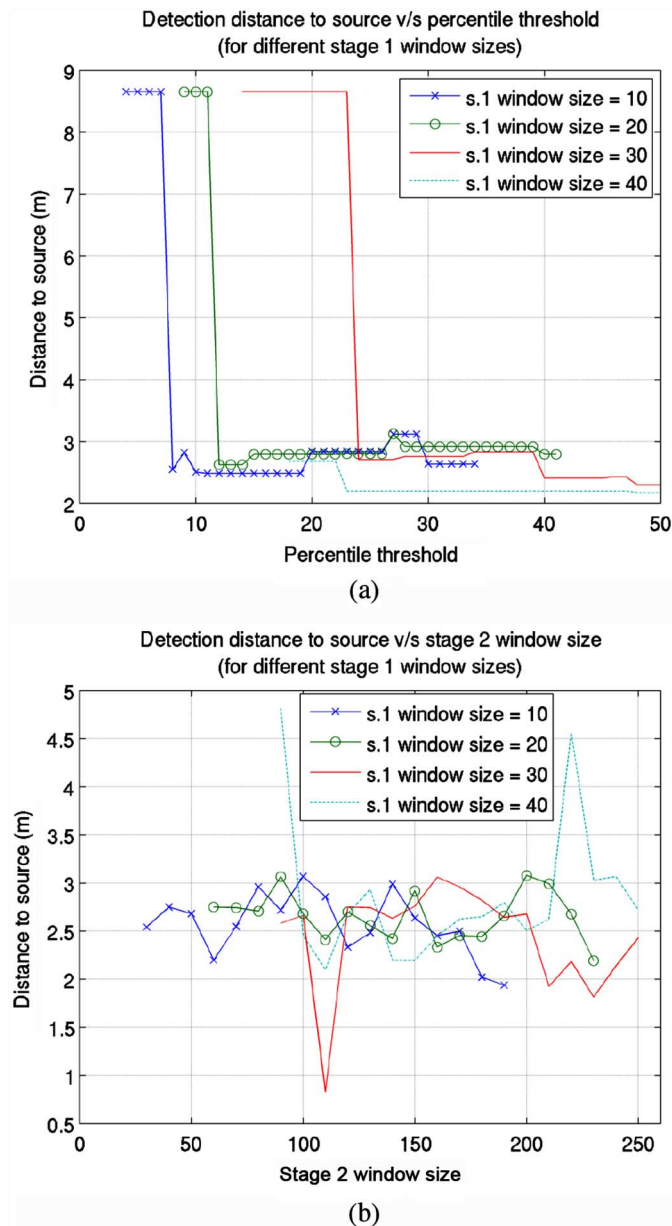 Detection distance to source v/s percentile threshold
(for different stage 1 window sizes)
9
8
7
6
5
4
3
2
Distance to source (m)
s.1 window size = 10
s.1 window size = 20
s.1 window size = 30
s.1 window size = 40
0 10 20 30 40 50
Percentile threshold
(a)
Detection distance to source v/s stage 2 window size
(for different stage 1 window sizes)
5
4.5
4
3.5
3
2.5
2
1.5
1
0.5
Distance to source (m)
s.1 window size = 10
s.1 window size = 20
s.1 window size = 30
s.1 window size = 40
0 50 100 150 200 250
Stage 2 window size
(b)